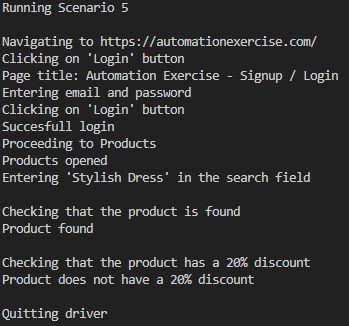 Running Scenario 5
Navigating to https://automationexercise.com/
Clicking on 'Login' button
Page title: Automation Exercise - Signup / Login
Entering email and password
Clicking on 'Login' button
Succesfull login
Proceeding to Products
Products opened
Entering 'Stylish Dress' in the search field
Checking that the product is found
Product found
Checking that the product has a 20% discount
Product does not have a 20% discount
Quitting driver